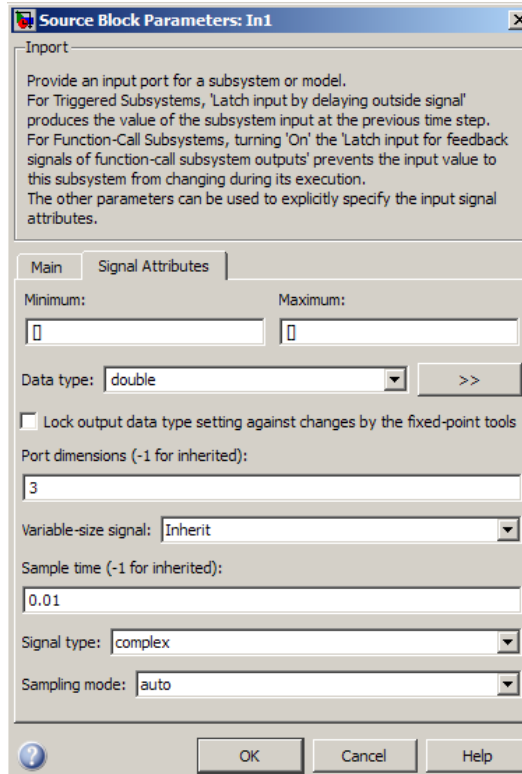 Source Block Parameters: In1
Inport
Provide an input port for a subsystem or model.
For Triggered Subsystems, 'Latch input by delaying outside signal'
produces the value of the subsystem input at the previous time step.
For Function-Call Subsystems, turning 'On' the 'Latch input for feedback
signals of function-call subsystem outputs' prevents the input value to
this subsystem from changing during its execution.
The other parameters can be used to explicitly specify the input signal
attributes.
Main Signal Attributes
Minimum: Maximum:
[] []
Data type: double >>
Lock output data type setting against changes by the fixed-point tools
Port dimensions (-1 for inherited):
3
Variable-size signal: Inherit
Sample time (-1 for inherited):
0.01
Signal type: complex
Sampling mode: auto
? OK Cancel Help